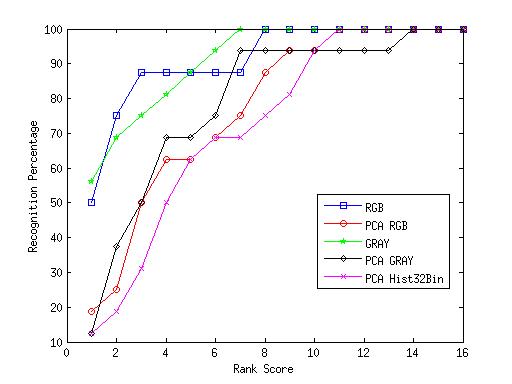 100
90
80
70
60
50
40
30
20
10
Recognition Percentage
RGB
PCA RGB
GRAY
PCA GRAY
PCA Hist32Bin
0 2 4 6 8 10 12 14 16
Rank Score